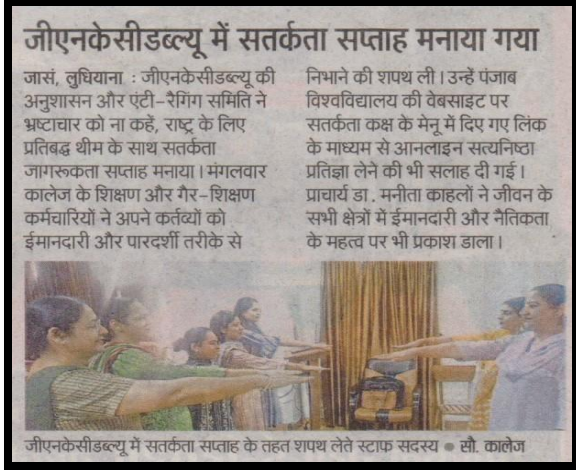 जीएनकेसीडब्ल्यू में सतर्कता सप्ताह मनाया गया
जासं, लुधियाना : जीएनकेसीडब्ल्यू की
अनुशासन और एंटी-रैगिंग समिति ने
भ्रष्टाचार को ना कहें, राष्ट्र के लिए
प्रतिबद्ध थीम के साथ सतर्कता
जागरूकता सप्ताह मनाया। मंगलवार
कालेज के शिक्षण और गैर-शिक्षण
कर्मचारियों ने अपने कर्तव्यों को
ईमानदारी और पारदर्शी तरीके से
निभाने की शपथ ली। उन्हें पंजाब
विश्वविद्यालय की वेबसाइट पर
सतर्कता कक्ष के मेनू में दिए गए लिंक
के माध्यम से आनलाइन सत्यनिष्ठा
प्रतिज्ञा लेने की भी सलाह दी गई।
प्राचार्य डा. मनीता काहलों ने जीवन के
सभी क्षेत्रों में ईमानदारी और नैतिकता
के महत्व पर भी प्रकाश डाला।
जीएनकेसीडब्ल्यू में सतर्कता सप्ताह के तहत शपथ लेते स्टाफ सदस्य ● सौ. कालेज